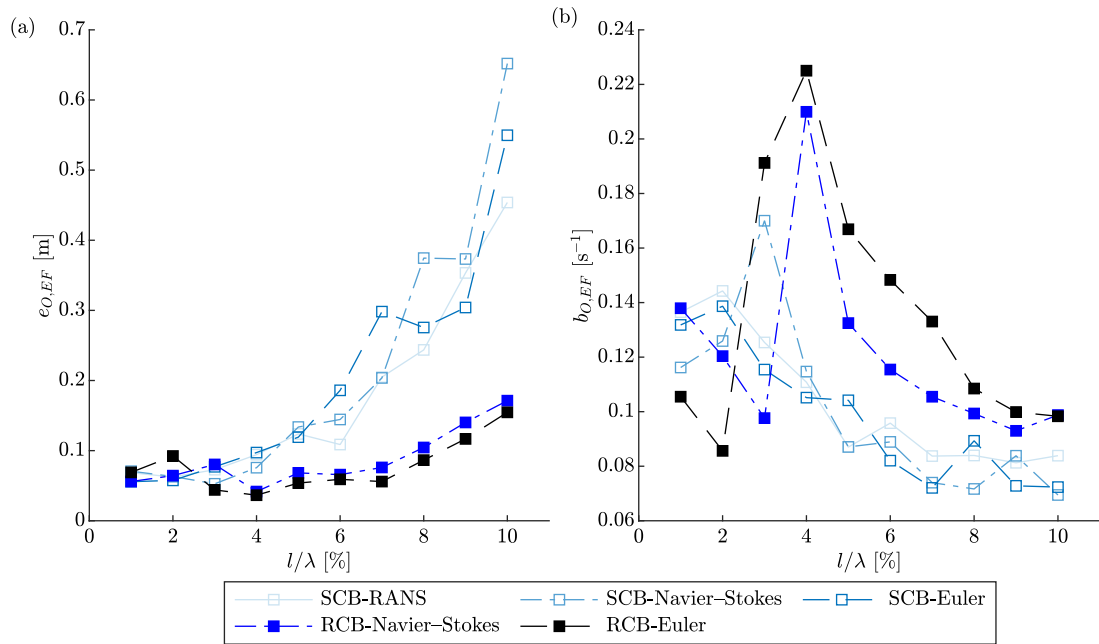 (a)
(b)
0.7
0.6
0.5
0.4
0.3
0.2
0.1
0
e_{O,EF} [m]
0 2 4 6 8 10
l/λ [%]
0.24
0.22
0.2
0.18
0.16
0.14
0.12
0.1
0.08
0.06
b_{O,EF} [s⁻¹]
0 2 4 6 8 10
l/λ [%]
SCB-RANS SCB-Navier–Stokes SCB-Euler
RCB-Navier–Stokes RCB-Euler